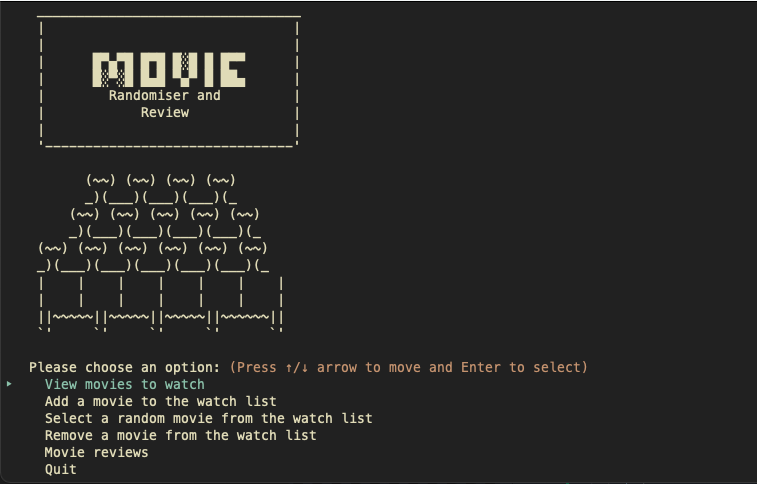 MOVIE
Randomiser and
Review
Please choose an option: (Press ↑/↓ arrow to move and Enter to select)
‣ View movies to watch
Add a movie to the watch list
Select a random movie from the watch list
Remove a movie from the watch list
Movie reviews
Quit